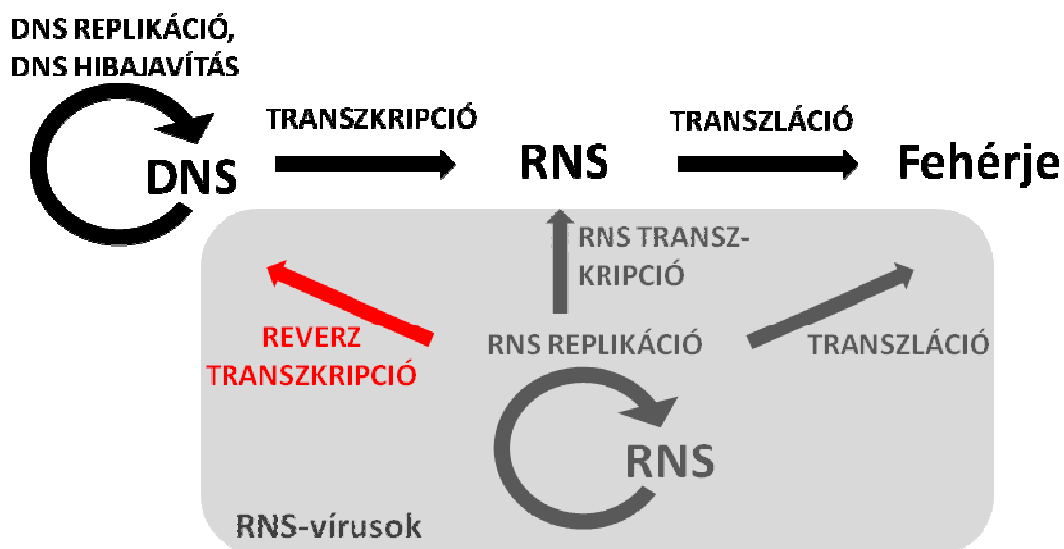 DNS REPLIKÁCIÓ,
DNS HIBAJAVÍTÁS
TRANSZKRIPCIÓ
TRANSZLÁCIÓ
DNS
RNS
Fehérje
RNS TRANSZ-
KRIPCIÓ
REVERZ
TRANSZKRIPCIÓ
RNS REPLIKÁCIÓ
TRANSZLÁCIÓ
RNS
RNS-vírusok